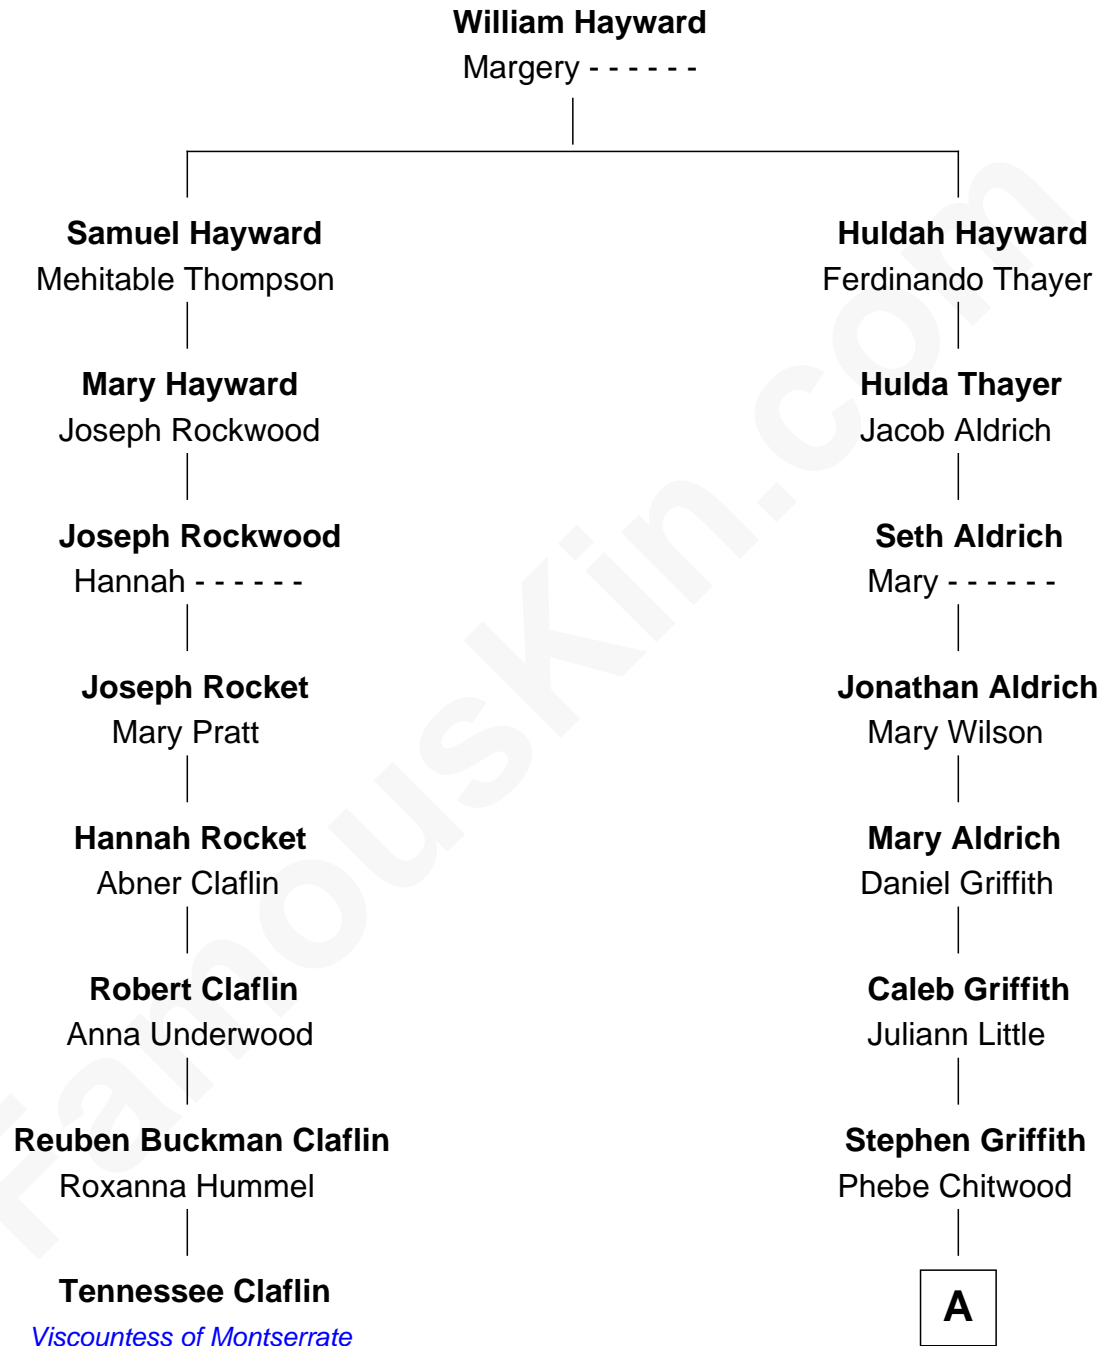 William Hayward
Margery - - - - - -
Samuel Hayward
Mehitable Thompson
Huldah Hayward
Ferdinando Thayer
Mary Hayward
Joseph Rockwood
Hulda Thayer
Jacob Aldrich
Joseph Rockwood
Hannah - - - - - -
Seth Aldrich
Mary - - - - - -
Joseph Rocket
Mary Pratt
Jonathan Aldrich
Mary Wilson
Hannah Rocket
Abner Claflin
Mary Aldrich
Daniel Griffith
Robert Claflin
Anna Underwood
Caleb Griffith
Juliann Little
Reuben Buckman Claflin
Roxanna Hummel
Stephen Griffith
Phebe Chitwood
Tennessee Claflin
Viscountess of Montserrate
A
FamousKin.com